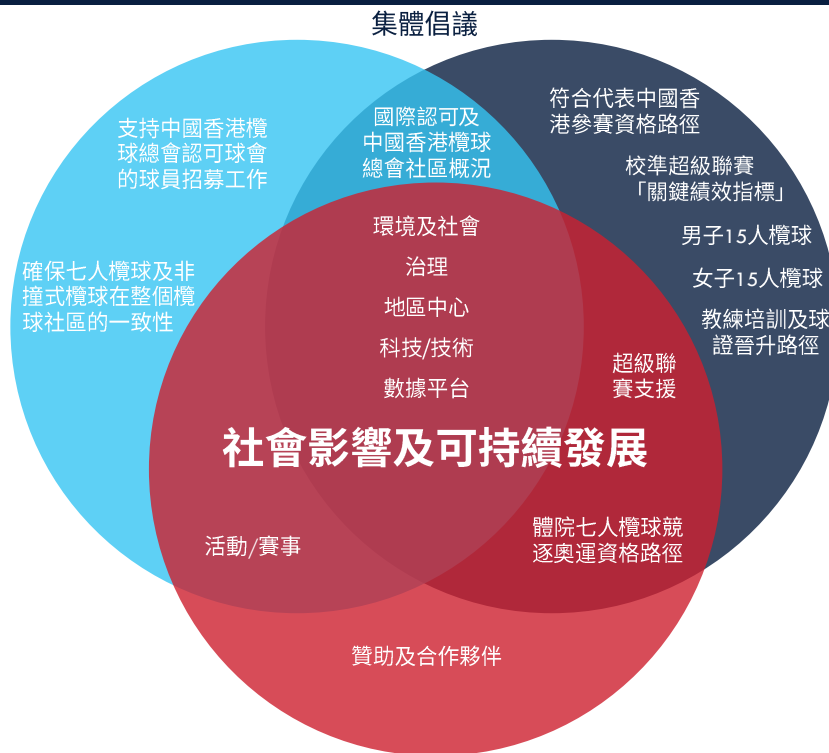 集體倡議
支持中國香港欖
球總會認可球會
的球員招募工作
國際認可及
中國香港欖球
總會社區概況
符合代表中國香
港參賽資格路徑
校準超級聯賽
「關鍵績效指標」
男子15人欖球
女子15人欖球
教練培訓及球
證晉升路徑
確保七人欖球及非
撞式欖球在整個欖
球社區的一致性
環境及社會
治理
地區中心
科技/技術
數據平台
超級聯
賽支援
社會影響及可持續發展
活動/賽事
體院七人欖球競
逐奧運資格路徑
贊助及合作夥伴